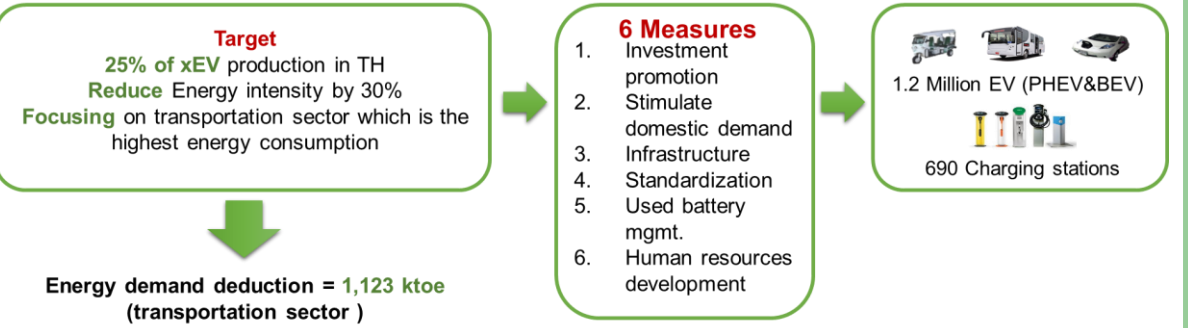 Target
25% of xEV production in TH
Reduce Energy intensity by 30%
Focusing on transportation sector which is the
highest energy consumption
Energy demand deduction = 1,123 ktoe
(transportation sector )
6 Measures
1. Investment
promotion
2. Stimulate
domestic demand
3. Infrastructure
4. Standardization
5. Used battery
mgmt.
6. Human resources
development
1.2 Million EV (PHEV&BEV)
690 Charging stations